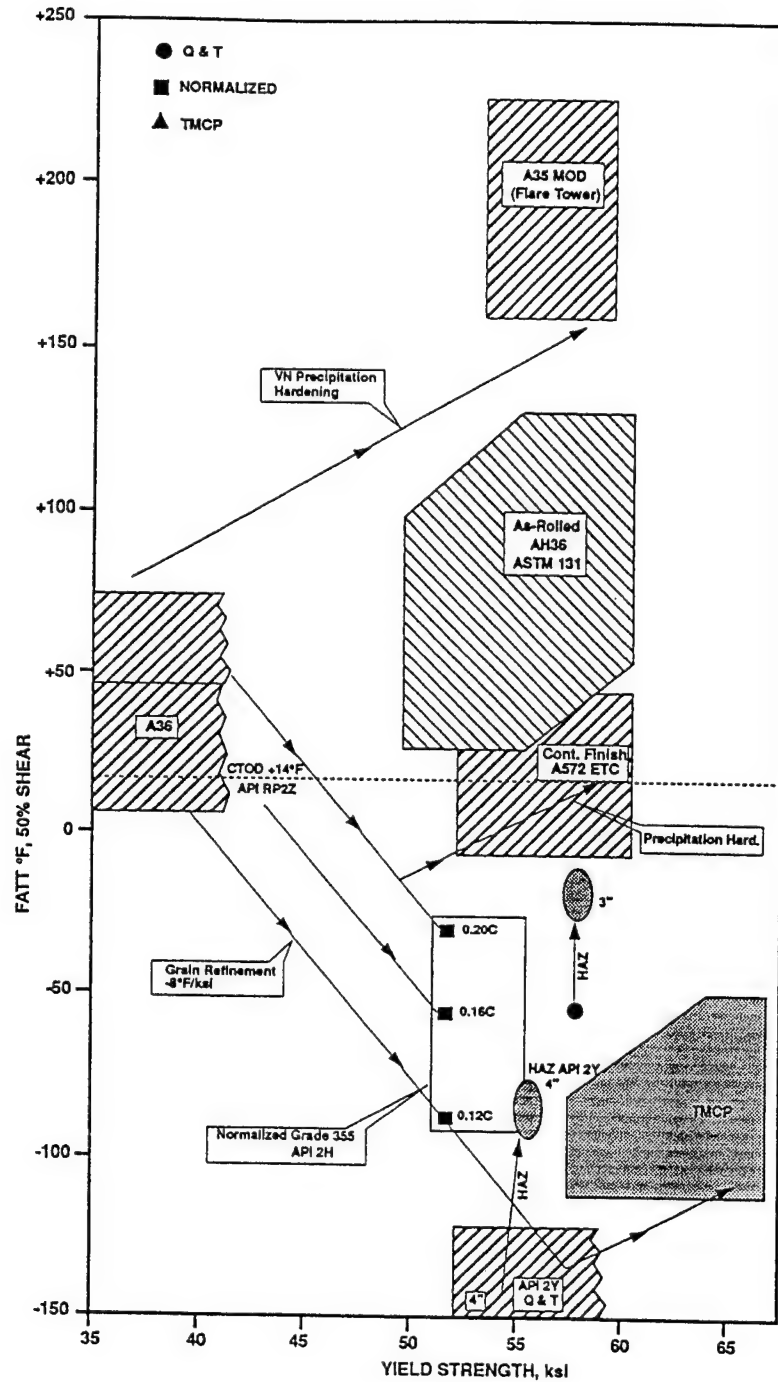 +250
Q & T
NORMALIZED
TMCP
+200
A35 MOD
(Flare Tower)
+150
VN Precipitation
Hardening
+100
As-Rolled
AH36
ASTM 131
+50
A36
Cont. Finish
A572 ETC
CTOD +14°F
API RP2Z
0
Precipitation Hard.
FATT °F, 50% SHEAR
3"
0.20C
HAZ
Grain Refinement
-8°F/ksi
-50
0.16C
HAZ API 2Y
4"
TMCP
0.12C
-100
Normalized Grade 355
API 2H
HAZ
4"
API 2Y
Q & T
-150
35
40
45
50
55
60
65
YIELD STRENGTH, ksi